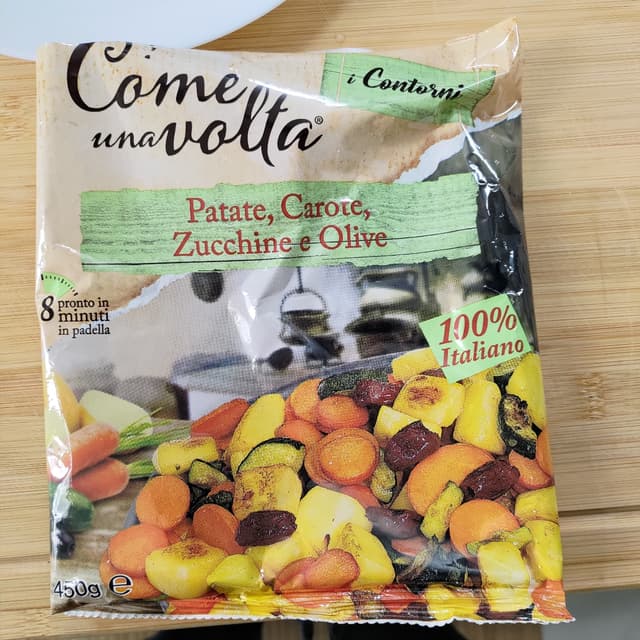 Come
i Contorni
una volta®
Patate, Carote,
Zucchine e Olive
8 pronto in
minuti
in padella
100%
Italiano
450g e